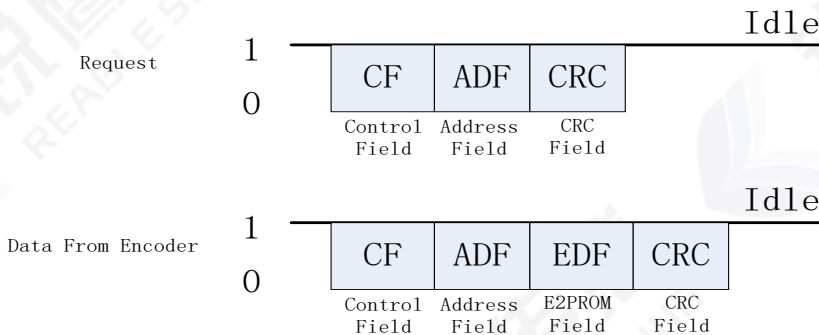 Idle
Request
1
0
CF ADF CRC
Control Field Address Field CRC Field
Idle
Data From Encoder
1
0
CF ADF EDF CRC
Control Field Address Field E2PROM Field CRC Field